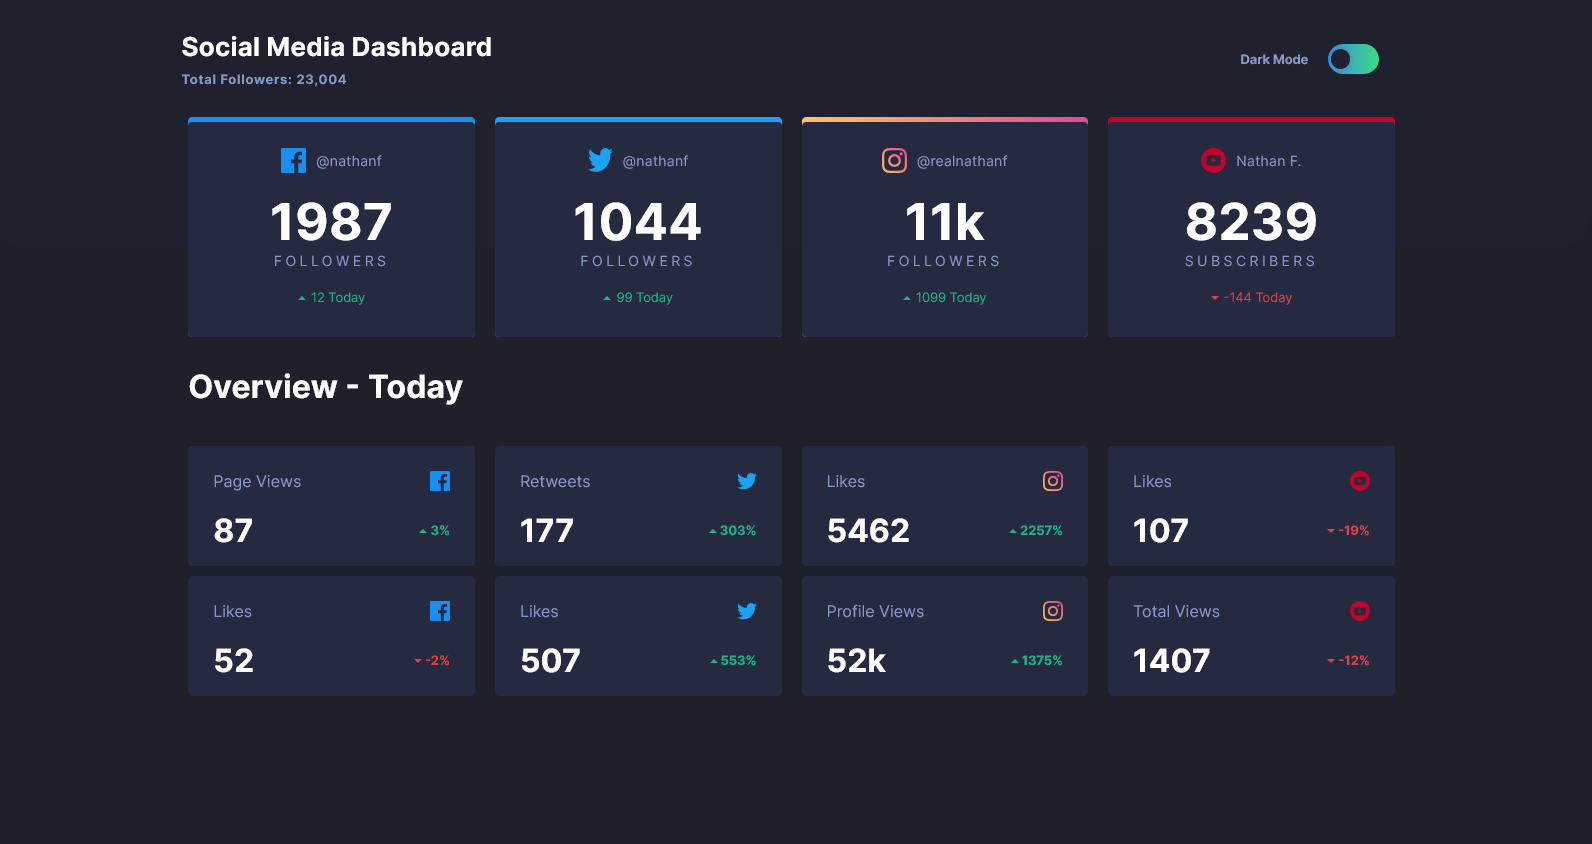 Social Media Dashboard
Total Followers: 23,004
Dark Mode
@nathanf
1987
FOLLOWERS
12 Today
@nathanf
1044
FOLLOWERS
99 Today
@realnathanf
11k
FOLLOWERS
1099 Today
Nathan F.
8239
SUBSCRIBERS
-144 Today
Overview - Today
Page Views
87
3%
Retweets
177
303%
Likes
5462
2257%
Likes
107
-19%
Likes
52
-2%
Likes
507
553%
Profile Views
52k
1375%
Total Views
1407
-12%